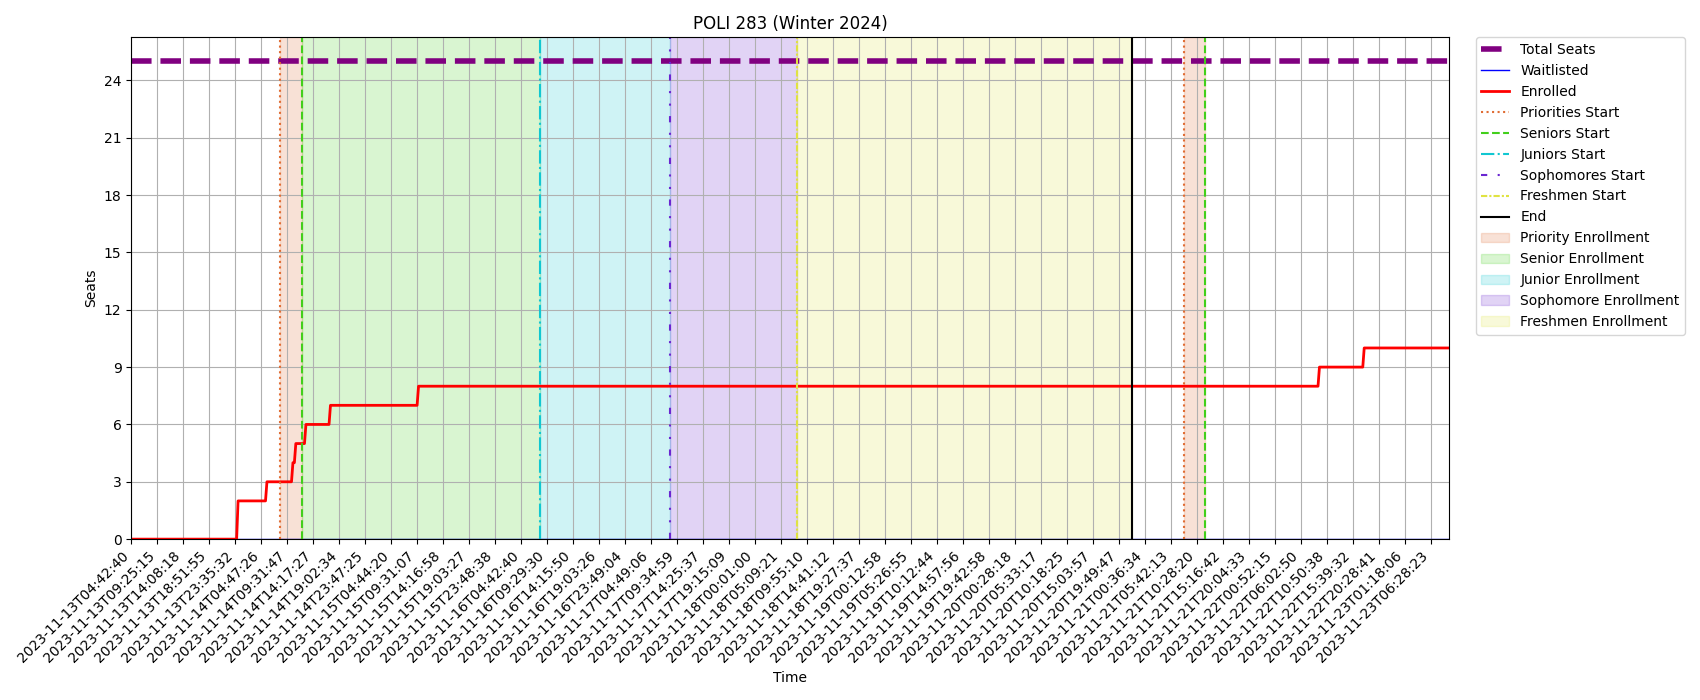 POLI 283 (Winter 2024)
Total Seats
Waitlisted
Enrolled
Priorities Start
Seniors Start
Juniors Start
Sophomores Start
Freshmen Start
End
Priority Enrollment
Senior Enrollment
Junior Enrollment
Sophomore Enrollment
Freshmen Enrollment
Seats
24
21
18
15
12
9
6
3
0
2023-11-13T04:42:40
2023-11-13T09:25:15
2023-11-13T14:08:18
2023-11-13T18:51:55
2023-11-13T23:35:32
2023-11-14T04:47:26
2023-11-14T09:31:47
2023-11-14T14:17:27
2023-11-14T19:02:34
2023-11-14T23:47:25
2023-11-15T04:44:20
2023-11-15T09:31:07
2023-11-15T14:16:58
2023-11-15T19:03:27
2023-11-15T23:48:38
2023-11-16T04:42:40
2023-11-16T09:29:30
2023-11-16T14:15:50
2023-11-16T19:03:26
2023-11-16T23:49:04
2023-11-17T04:49:06
2023-11-17T09:34:59
2023-11-17T14:25:37
2023-11-17T19:15:09
2023-11-18T00:01:00
2023-11-18T05:09:21
2023-11-18T09:55:10
2023-11-18T14:41:12
2023-11-18T19:27:37
2023-11-19T00:12:58
2023-11-19T05:26:55
2023-11-19T10:12:44
2023-11-19T14:57:56
2023-11-19T19:42:58
2023-11-20T00:28:18
2023-11-20T05:33:17
2023-11-20T10:18:25
2023-11-20T15:03:57
2023-11-20T19:49:47
2023-11-21T00:36:34
2023-11-21T05:42:13
2023-11-21T10:28:20
2023-11-21T15:16:42
2023-11-21T20:04:33
2023-11-22T00:52:15
2023-11-22T06:02:50
2023-11-22T10:50:38
2023-11-22T15:39:32
2023-11-22T20:28:41
2023-11-23T01:18:06
2023-11-23T06:28:23
Time